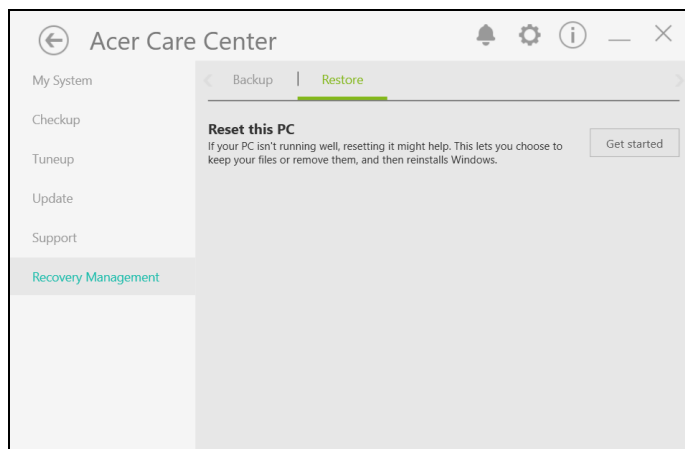 Acer Care Center
My System
Backup | Restore
Checkup
Reset this PC
If your PC isn't running well, resetting it might help. This lets you choose to
keep your files or remove them, and then reinstalls Windows.
Get started
Tuneup
Update
Support
Recovery Management